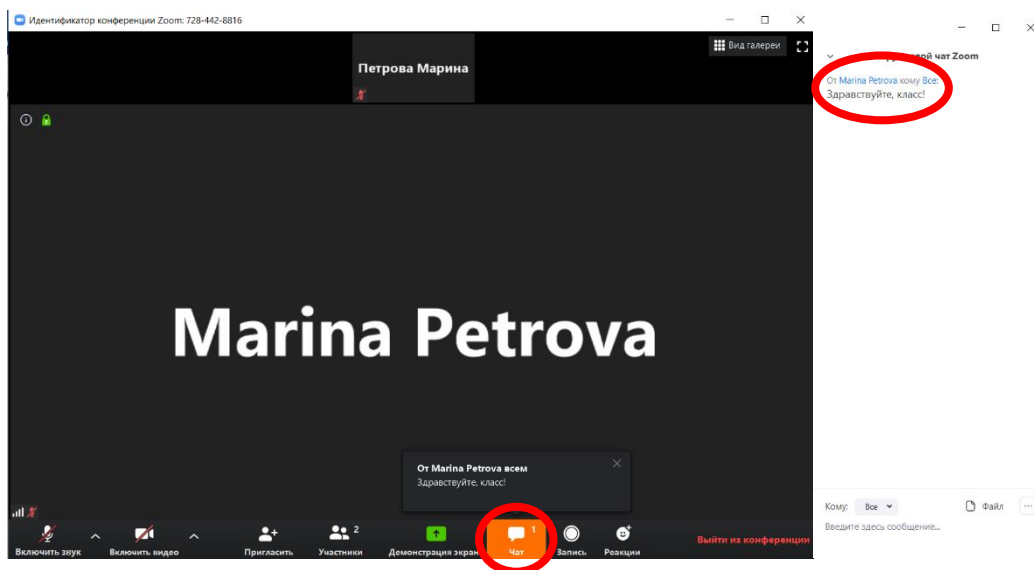 Идентификатор конференции Zoom: 728-442-8816
Вид галереи
Петрова Марина
Marina Petrova
От Marina Petrova всем
Здравствуйте, класс!
2
1
Включить звук
Включить видео
Пригласить
Участники
Демонстрация экран
Чат
Запись
Реакции
Выйти из конференции
чат Zoom
От Marina Petrova кому Все:
Здравствуйте, класс!
Кому: Все
Файл
Введите здесь сообщение...